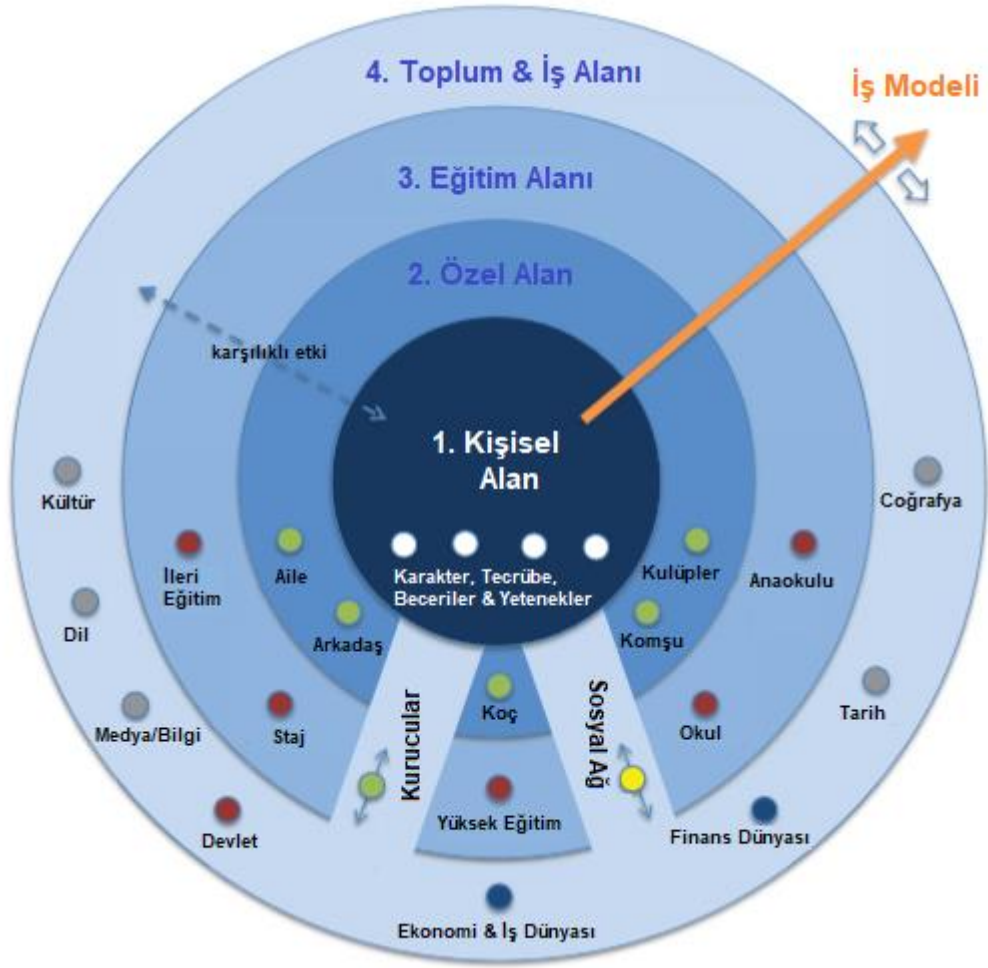 4. Toplum & İş Alanı
İş Modeli
3. Eğitim Alanı
2. Özel Alan
karşılıklı etki
1. Kişisel
Alan
Kültür
Coğrafya
İleri
Eğitim
Aile
Karakter, Tecrübe,
Beceriler & Yetenekler
Kulüpler
Anaokulu
Dil
Arkadaş
Komşu
Medya/Bilgi
Staj
Kurucular
Koç
Sosyal Ağ
Okul
Tarih
Devlet
Yüksek Eğitim
Finans Dünyası
Ekonomi & İş Dünyası